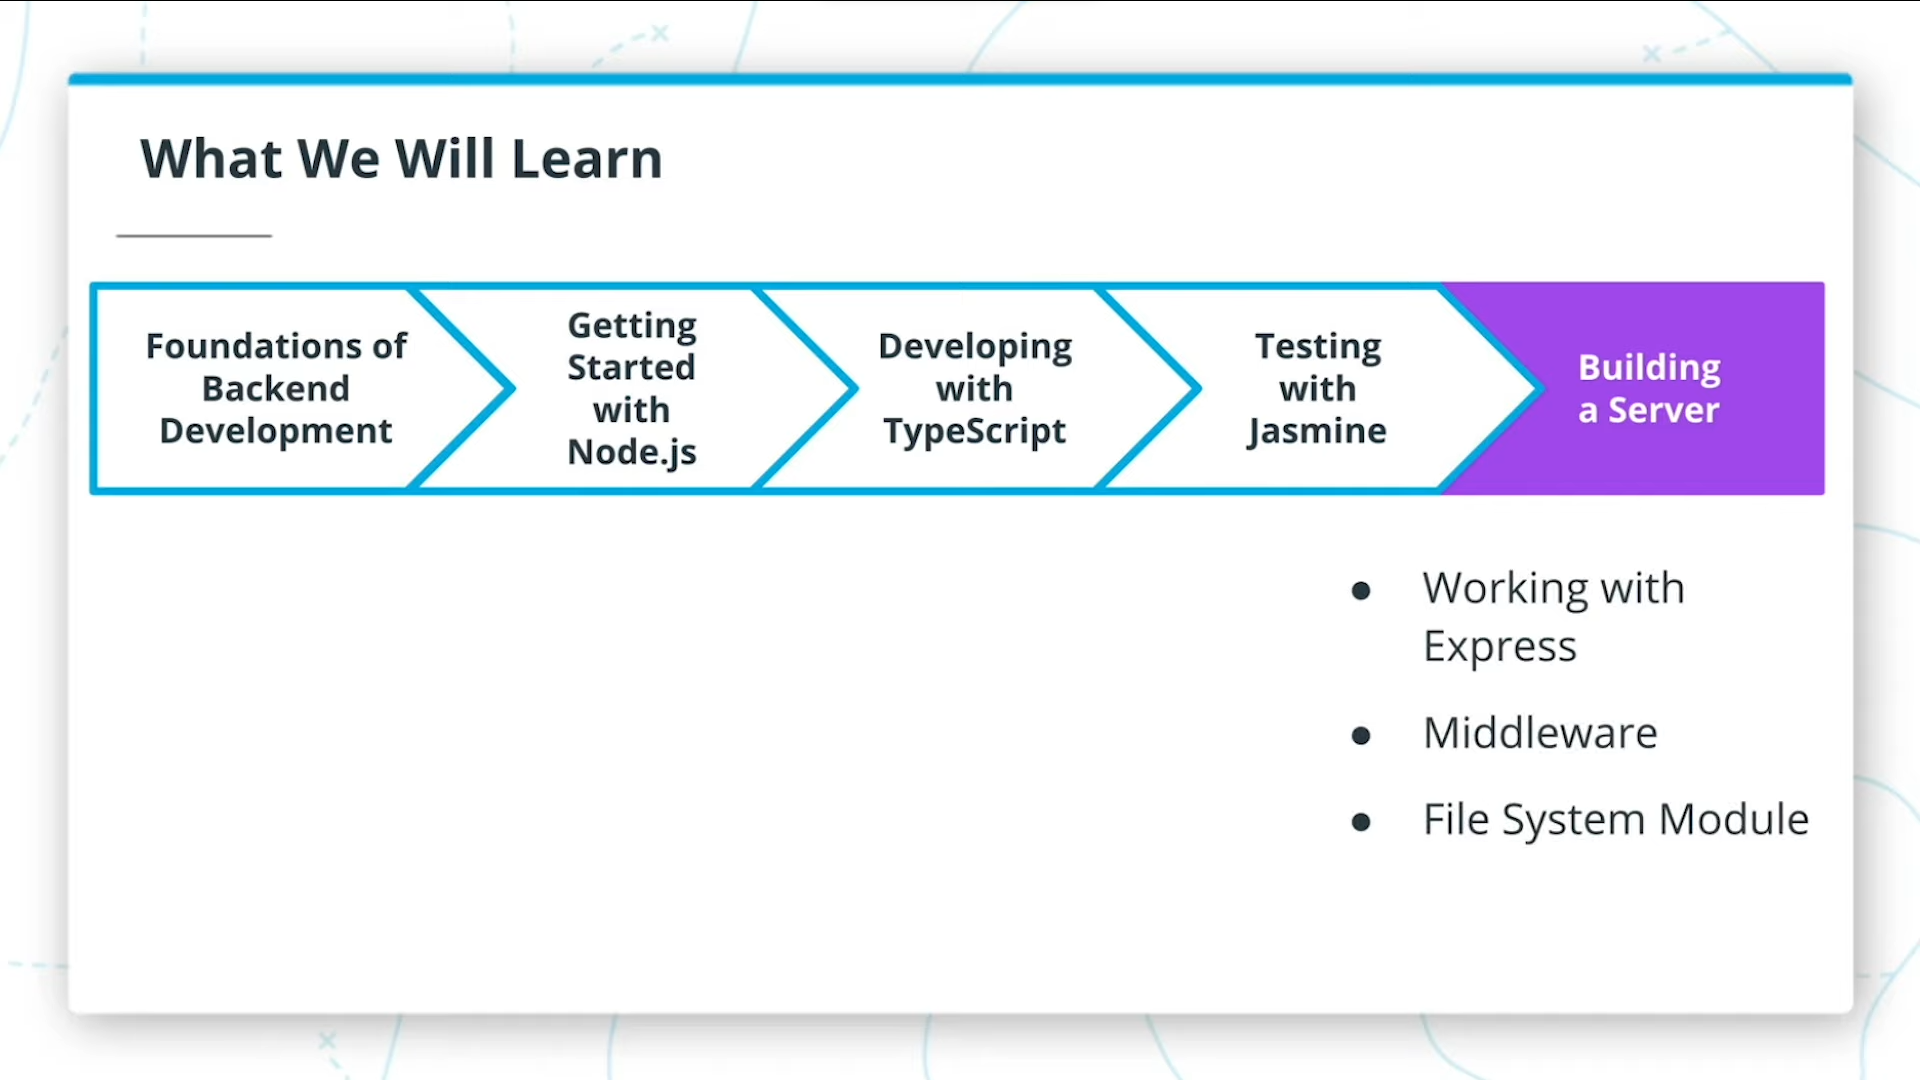 What We Will Learn
Foundations of
Backend
Development
Getting
Started
with
Node.js
Developing
with
TypeScript
Testing
with
Jasmine
Building
a Server
● Working with
Express
● Middleware
● File System Module